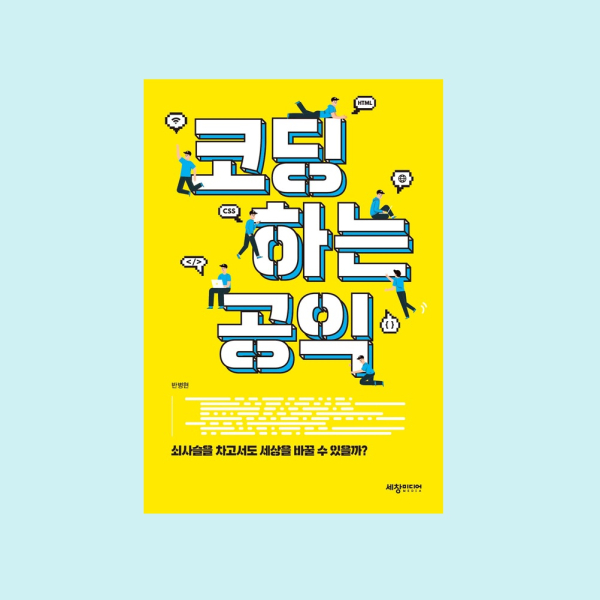 HTML
코딩
CSS
하는
</>
공익
{ }
반병현
쇠사슬을 차고서도 세상을 바꿀 수 있을까?
세창미디어
MEDIA